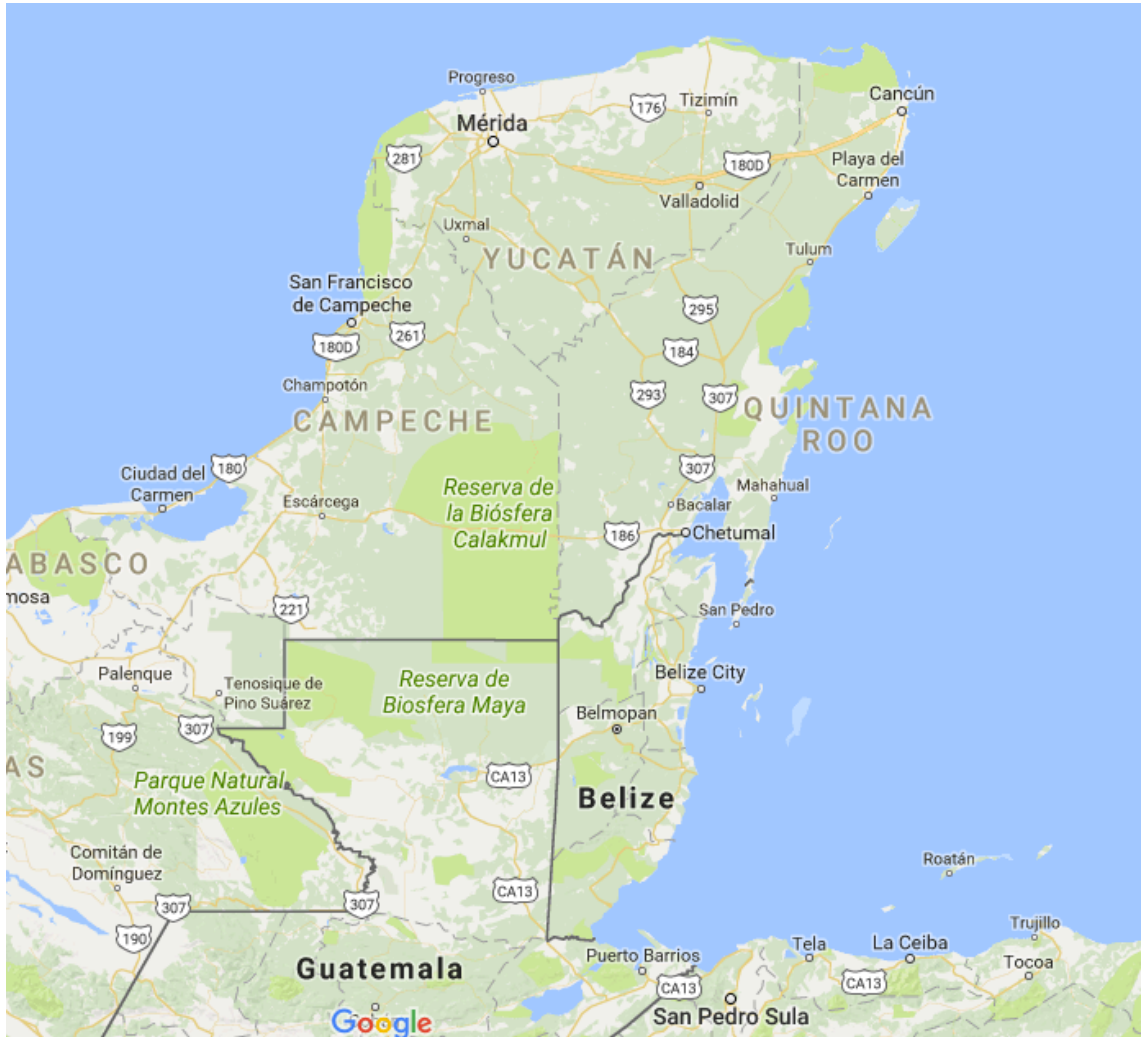 Progreso
Mérida
176
Tizimín
Cancún
281
180D
Playa del
Carmen
Valladolid
Uxmal
YUCATÁN
Tulum
San Francisco
de Campeche
295
261
180D
184
Champotón
293
307
QUINTANA
ROO
CAMPECHE
Ciudad del
Carmen
180
307
Reserva de
la Biósfera
Calakmul
Mahahual
Escárcega
Bacalar
186
Chetumal
ABASCO
mosa
221
San Pedro
Palenque
Tenosique de
Pino Suárez
Reserva de
Biosfera Maya
Belize City
Belmopan
199
307
AS
Parque Natural
Montes Azules
CA13
Belize
Comitán de
Domínguez
Roatán
CA13
307
307
190
Trujillo
Tela
La Ceiba
Puerto Barrios
Guatemala
CA13
CA13
Tocoa
San Pedro Sula
Google